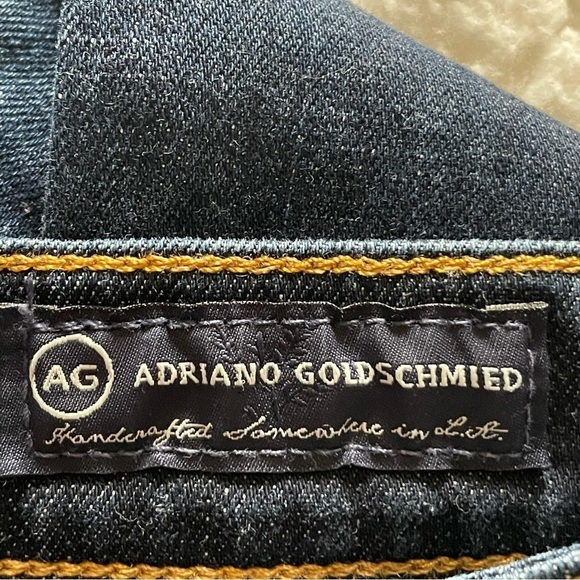 AG ADRIANO GOLDSCHMIED
Handcrafted Somewhere in L.A.